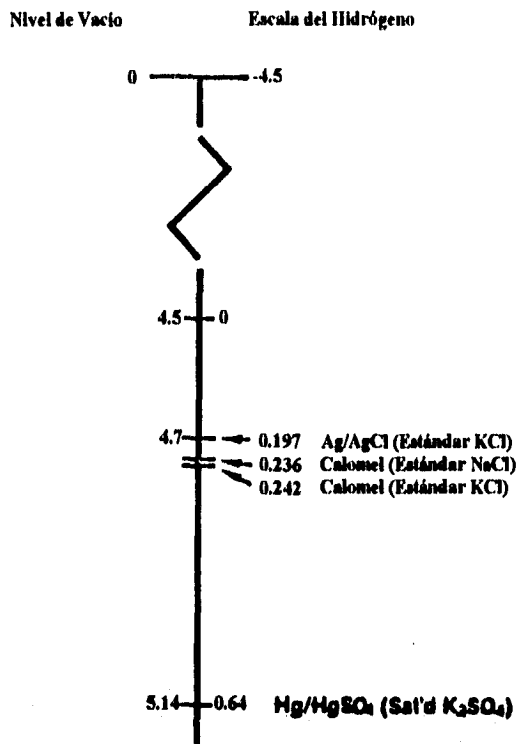 Nivel de Vacio Escala del Hidrógeno
0 -4.5
4.5 0
4.7 0.197 Ag/AgCl (Estándar KCl)
0.236 Calomel (Estándar NaCl)
0.242 Calomel (Estándar KCl)
5.14 0.64 Hg/HgSO₄ (Sat'd K₂SO₄)